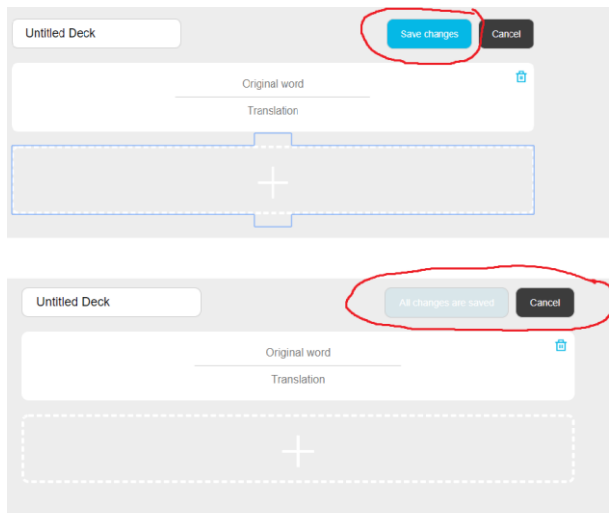 Untitled Deck Save changes Cancel
Original word
Translation
Untitled Deck All changes are saved Cancel
Original word
Translation